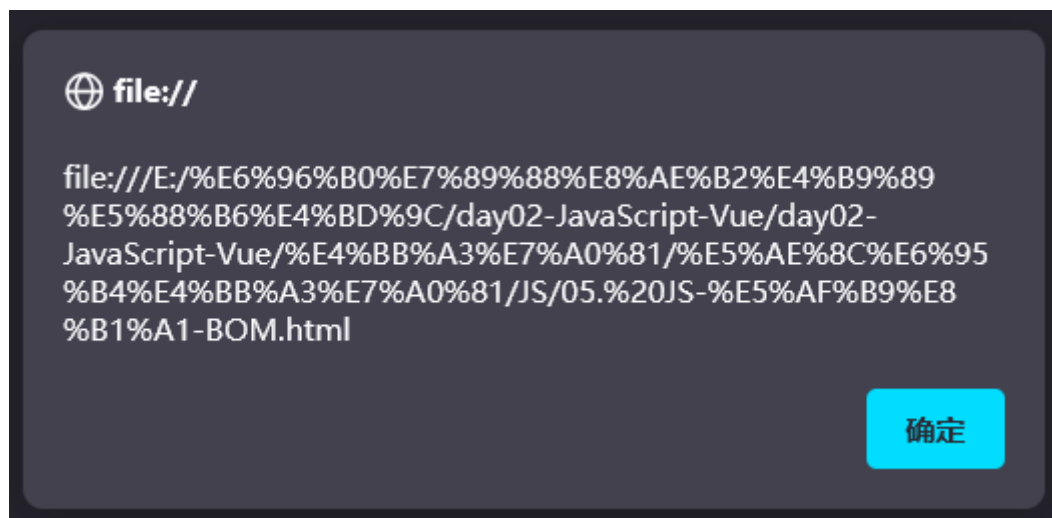 file://
file:///E:/%E6%96%B0%E7%89%88%E8%AE%B2%E4%B9%89
%E5%88%B6%E4%BD%9C/day02-JavaScript-Vue/day02-
JavaScript-Vue/%E4%BB%A3%E7%A0%81/%E5%AE%8C%E6%95
%B4%E4%BB%A3%E7%A0%81/JS/05.%20JS-%E5%AF%B9%E8
%B1%A1-BOM.html
确定